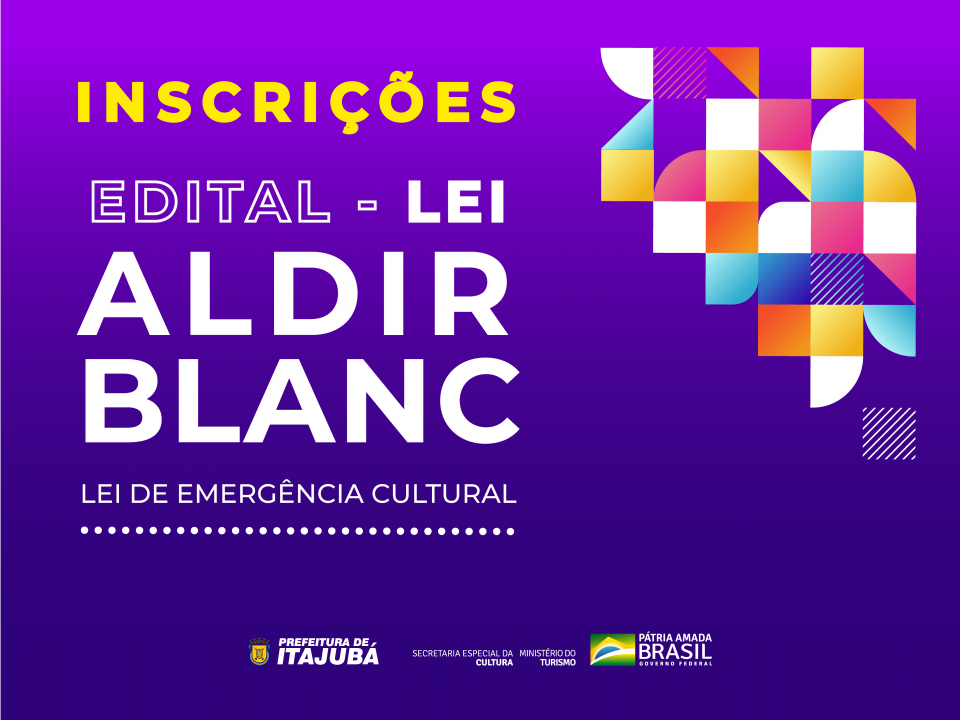 INSCRIÇÕES
EDITAL - LEI
ALDIR
BLANC
LEI DE EMERGÊNCIA CULTURAL
PREFEITURA DE
ITAJUBÁ
SECRETARIA ESPECIAL DA
CULTURA
MINISTÉRIO DO
TURISMO
PÁTRIA AMADA
BRASIL
GOVERNO FEDERAL